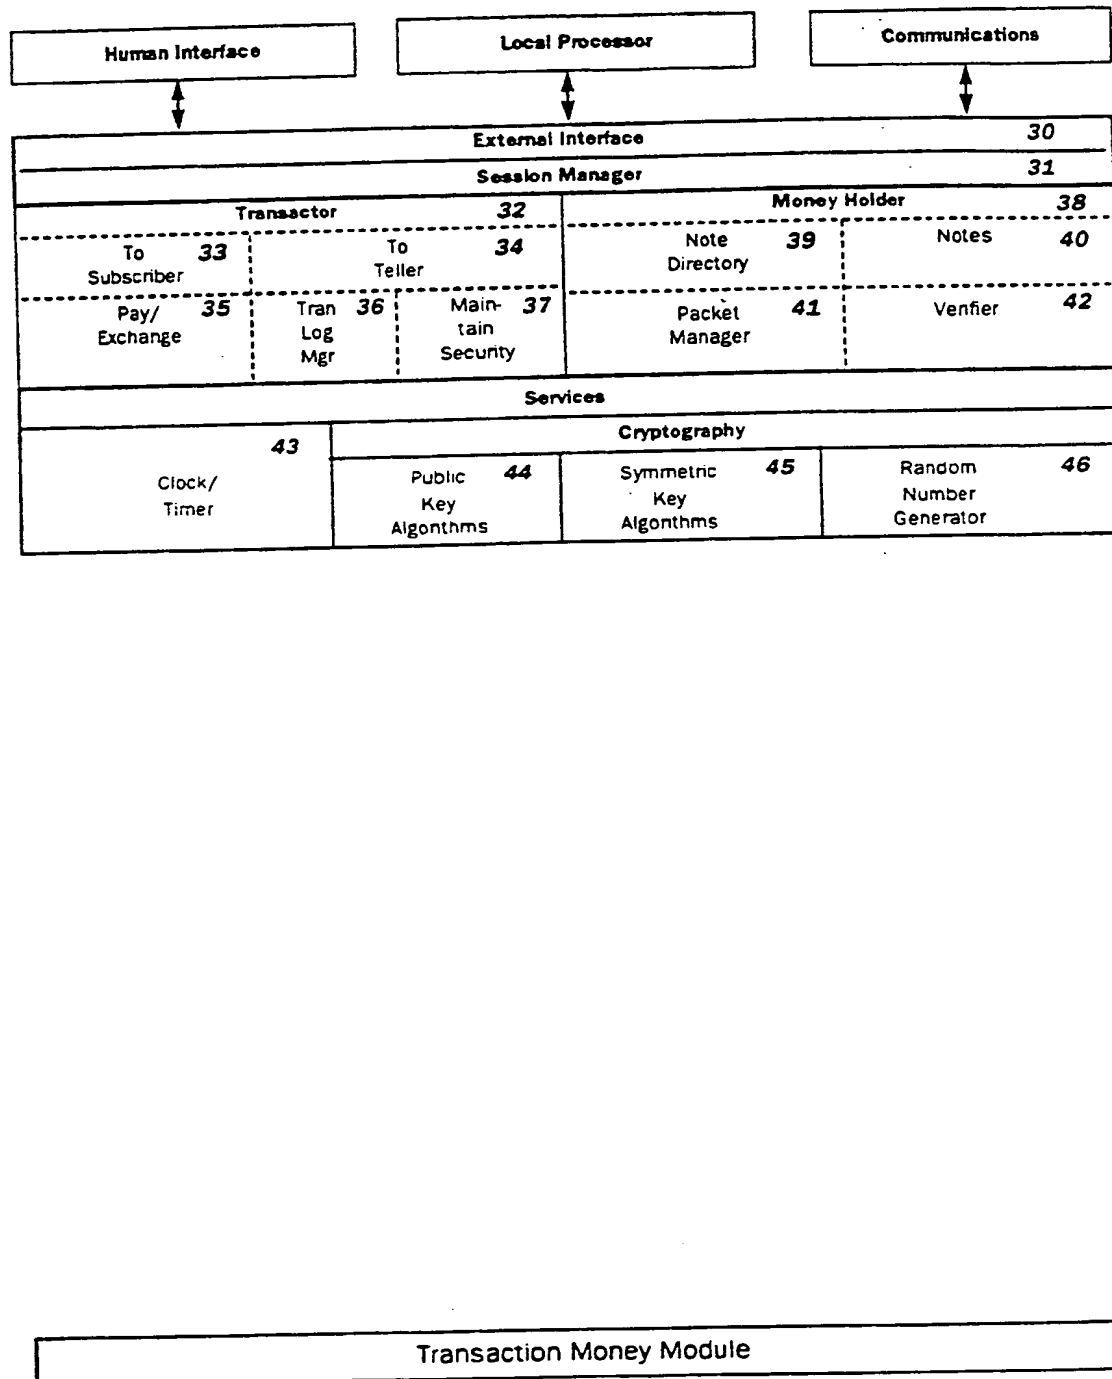 Human Interface
Local Processor
Communications
External Interface 30
Session Manager 31
Transactor 32
Money Holder 38
To 33
Subscriber
To 34
Teller
Note 39
Directory
Notes 40
Pay/ 35
Exchange
Tran 36
Log
Mgr
Main- 37
tain
Security
Packet 41
Manager
Verifier 42
Services
43
Clock/
Timer
Cryptography
Public 44
Key
Algorithms
Symmetric 45
Key
Algorithms
Random 46
Number
Generator
Transaction Money Module